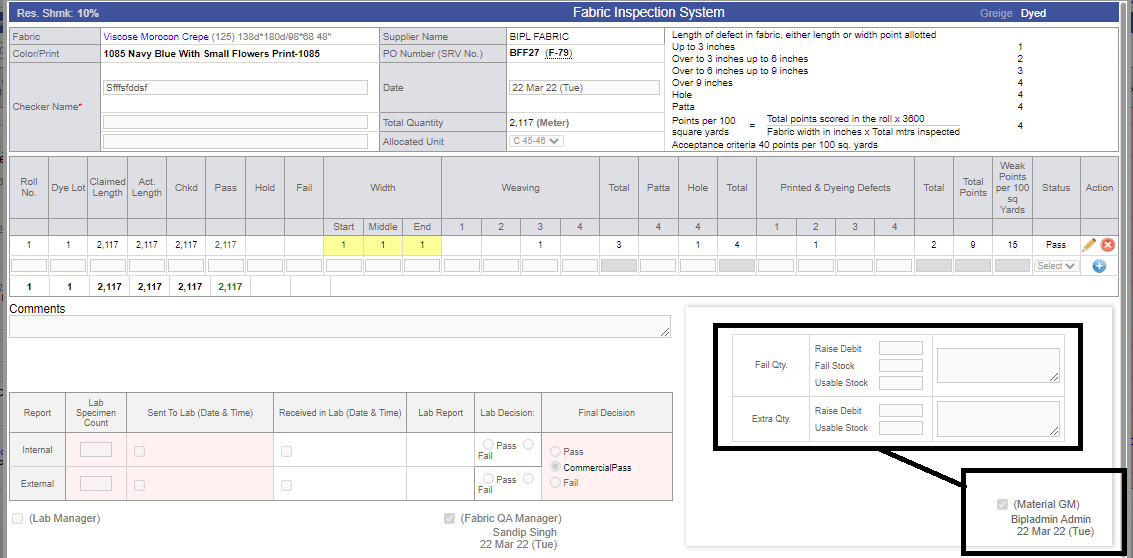 Res. Shrnk: 10% Fabric Inspection System Greige Dyed
Fabric Viscose Morocon Crepe (125) 138d*180d/98*68 48" Supplier Name BIPL FABRIC
Color/Print 1085 Navy Blue With Small Flowers Print-1085 PO Number (SRV No.) BFF27 (F-79)
Checker Name* Sfffsfddsf Date 22 Mar 22 (Tue)
Total Quantity 2,117 (Meter)
Allocated Unit C 45-46
Length of defect in fabric, either length or width point allotted
Up to 3 inches 1
Over to 3 inches up to 6 inches 2
Over to 6 inches up to 9 inches 3
Over 9 inches 4
Hole 4
Patta 4
Points per 100 square yards = Total points scored in the roll x 3600 4
Fabric width in inches x Total mtrs inspected
Acceptance criteria 40 points per 100 sq. yards
Roll No. Dye Lot Claimed Length Act. Length Chkd Pass Hold Fail Width Weaving Total Patta Hole Total Printed & Dyeing Defects Total Total Points Weak Points per 100 sq Yards Status Action
Start Middle End 1 2 3 4 4 4 1 2 3 4
1 1 2,117 2,117 2,117 2,117 1 1 1 1 3 1 4 1 2 9 15 Pass
Select
1 1 2,117 2,117 2,117 2,117
Comments
Report Lab Specimen Count Sent To Lab (Date & Time) Received in Lab (Date & Time) Lab Report Lab Decision: Final Decision
Internal Pass Fail
External Pass Fail
Pass
CommercialPass
Fail
(Lab Manager) (Fabric QA Manager)
Sandip Singh
22 Mar 22 (Tue)
Fail Qty. Raise Debit
Fail Stock
Usable Stock
Extra Qty. Raise Debit
Usable Stock
(Material GM)
Bipladmin Admin
22 Mar 22 (Tue)